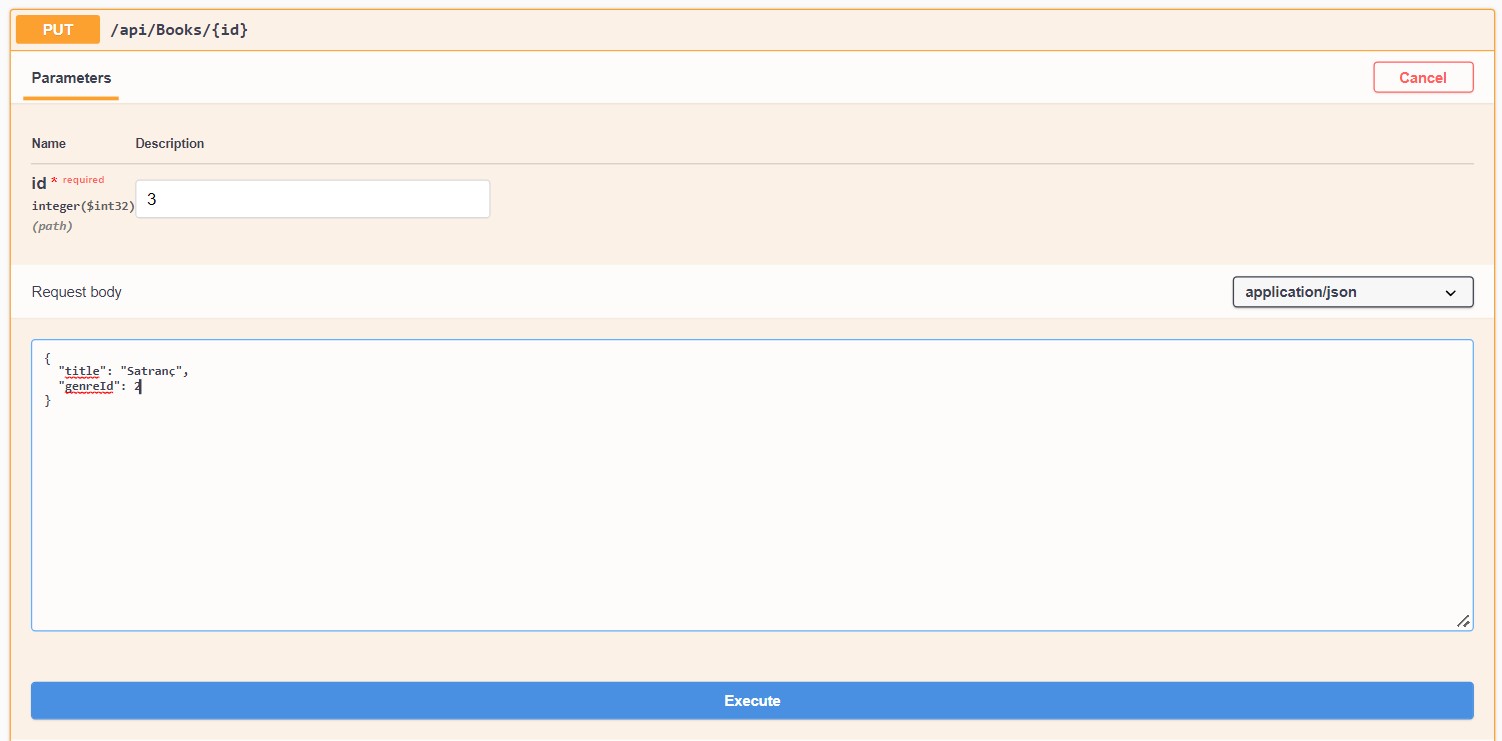 PUT /api/Books/{id}
Parameters
Cancel
Name Description
id * required
integer($int32)
(path)
3
Request body
application/json
{
  "title": "Satranç",
  "genreId": 2
}
Execute